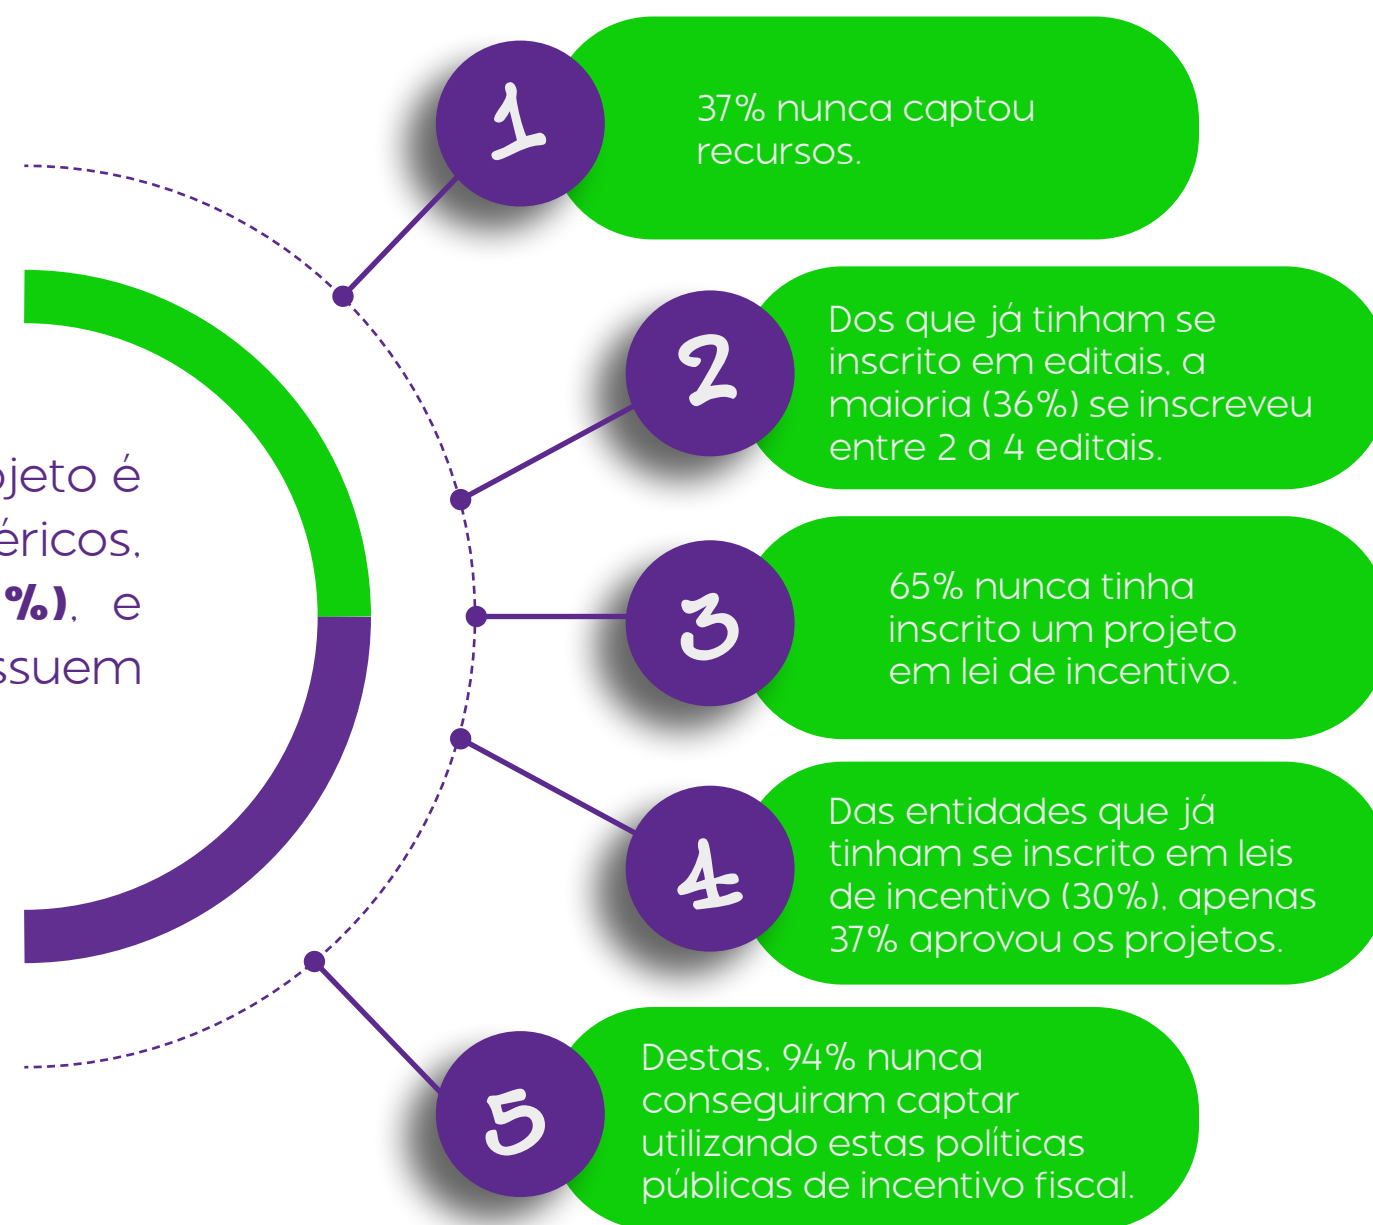 1
37% nunca captou
recursos.
2
Dos que já tinham se
inscrito em editais, a
maioria (36%) se inscreveu
entre 2 a 4 editais.
3
65% nunca tinha
inscrito um projeto
em lei de incentivo.
4
Das entidades que já
tinham se inscrito em leis
de incentivo (30%), apenas
37% aprovou os projetos.
5
Destas, 94% nunca
conseguiram captar
utilizando estas políticas
públicas de incentivo fiscal.
é
%), e